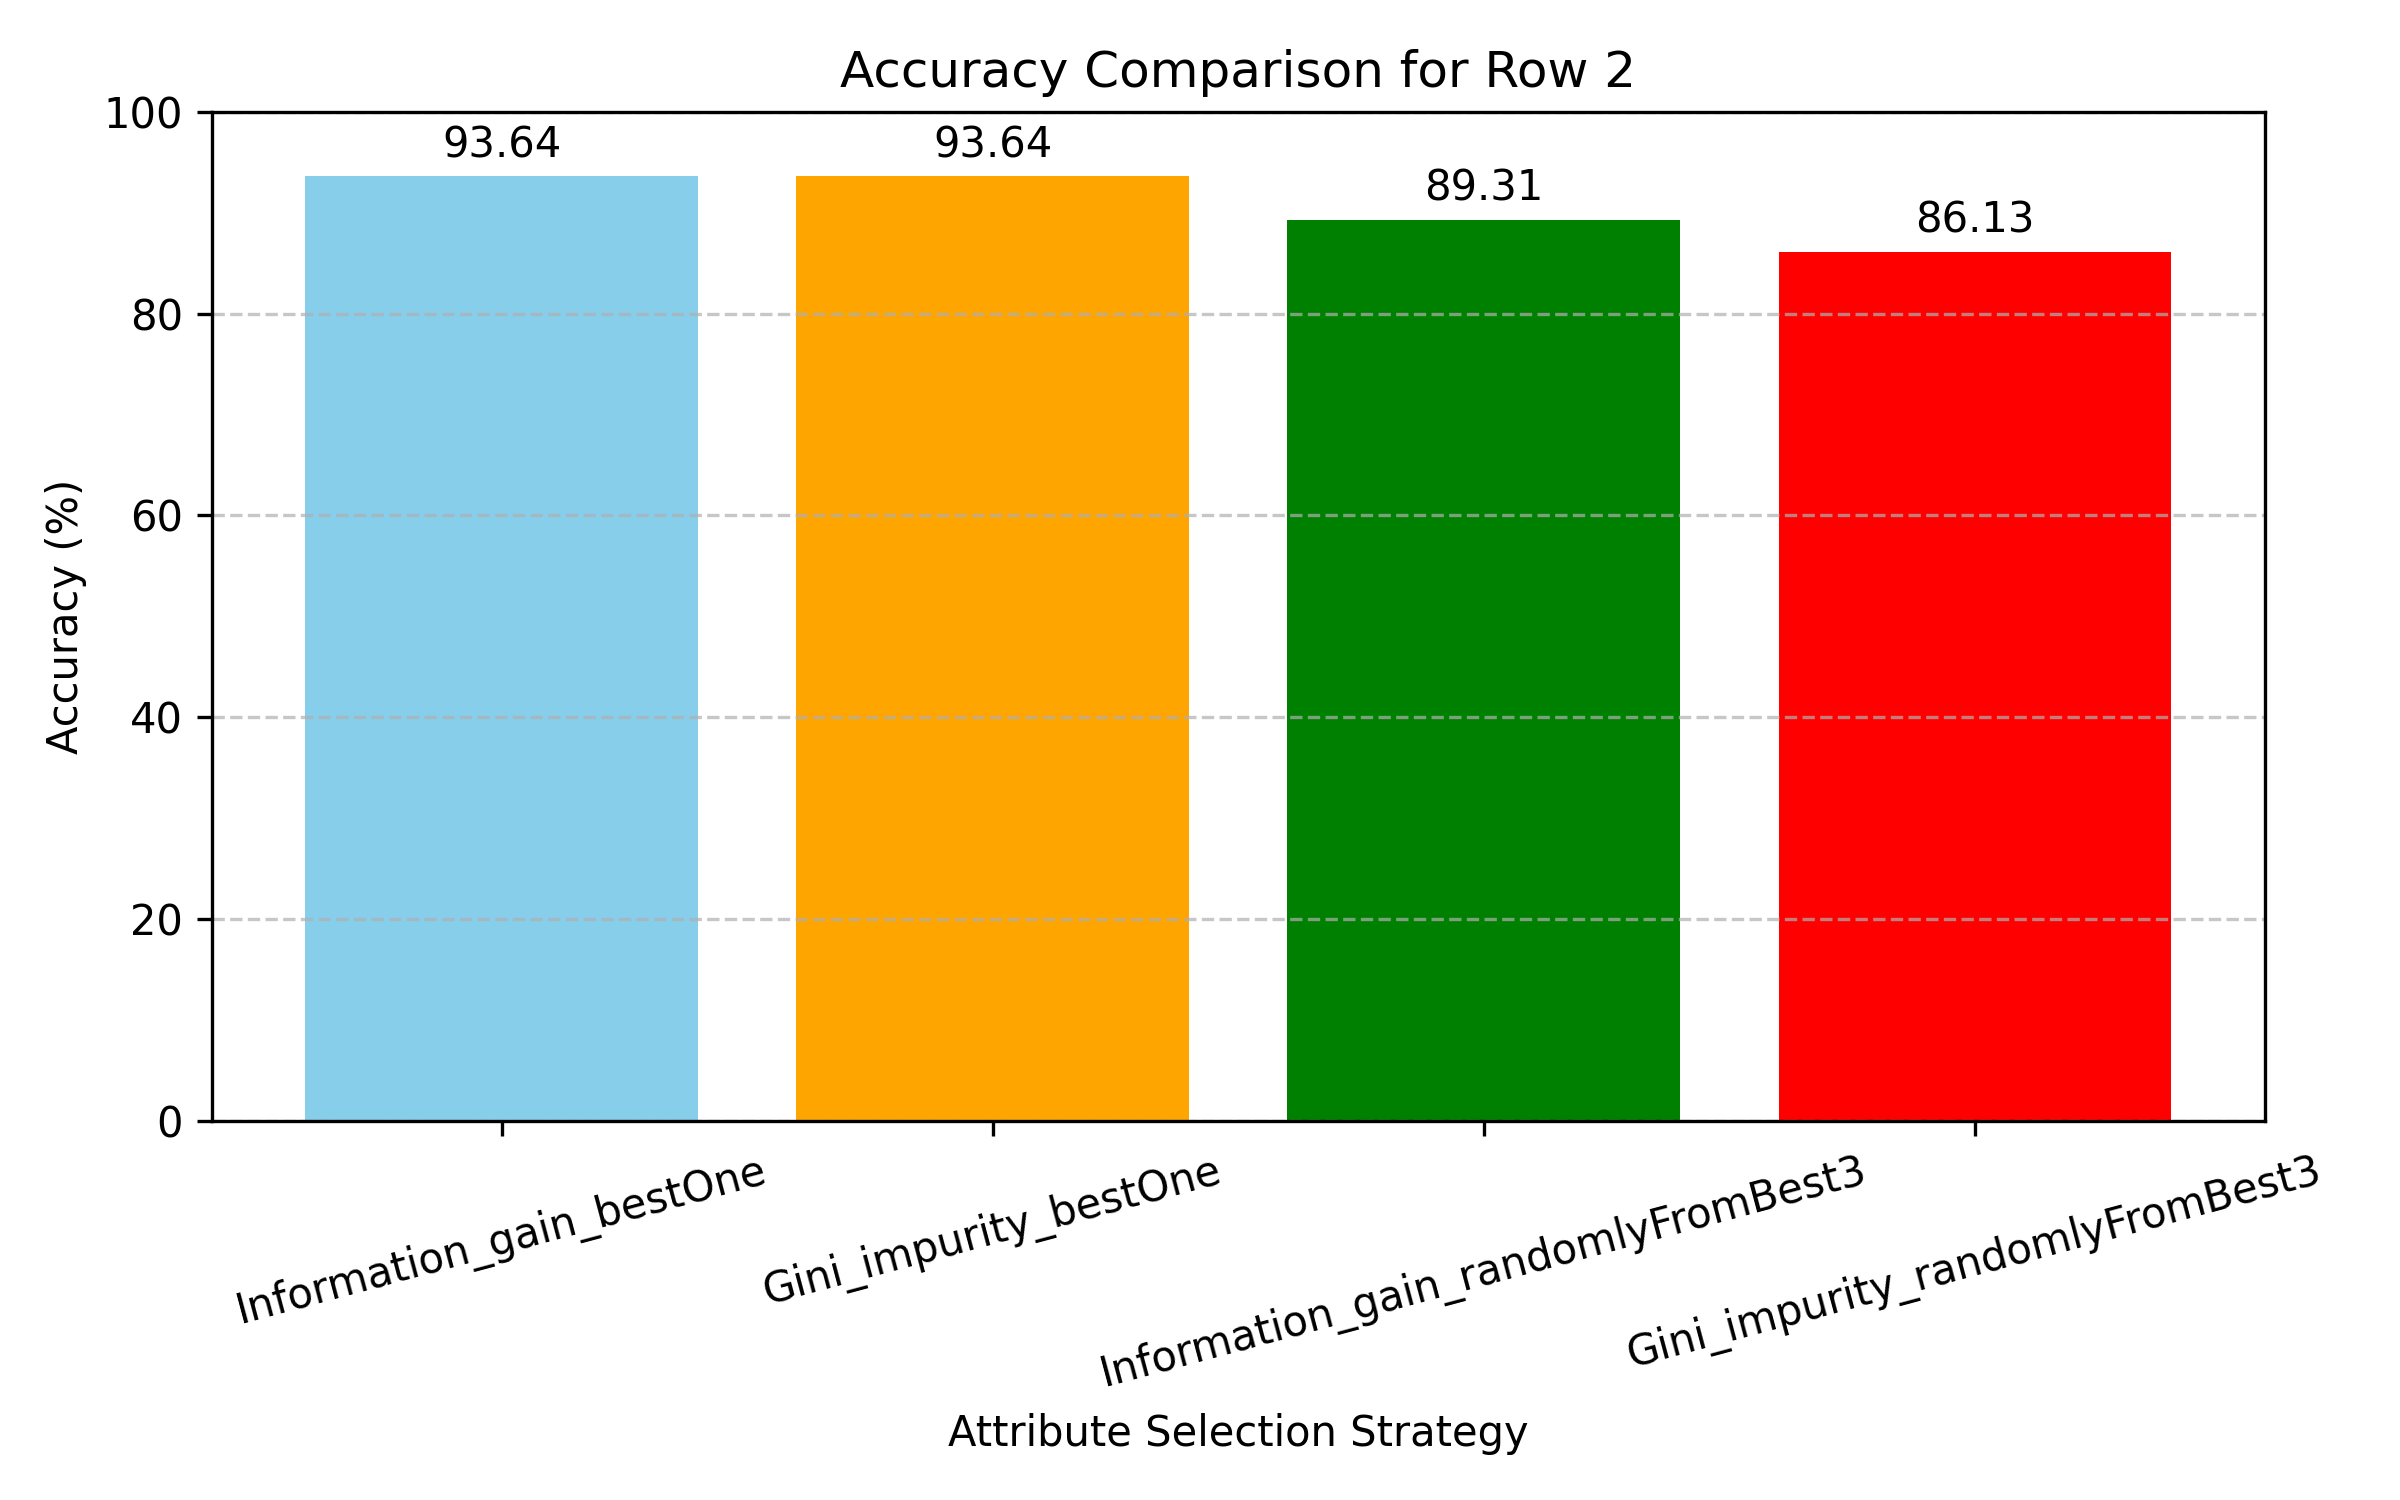 Accuracy Comparison for Row 2
100
80
60
40
20
0
Accuracy (%)
93.64
93.64
89.31
86.13
Information_gain_bestOne
Gini_impurity_bestOne
Information_gain_randomlyFromBest3
Gini_impurity_randomlyFromBest3
Attribute Selection Strategy